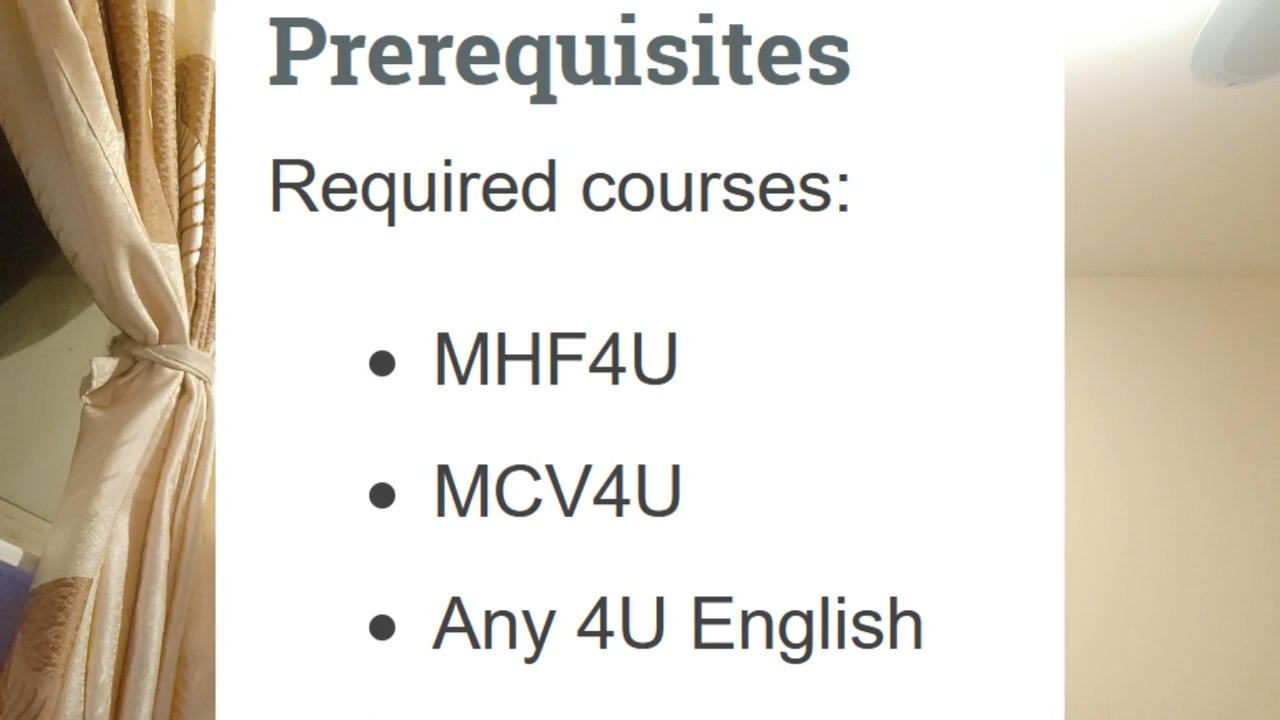 Prerequisites
Required courses:
• MHF4U
• MCV4U
• Any 4U English